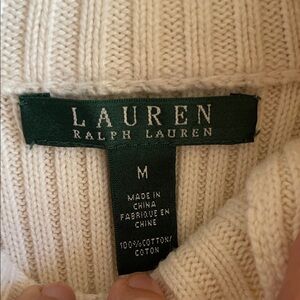 LAUREN
RALPH LAUREN
M
MADE IN
CHINA
FABRIQUE EN
CHINE
100%COTTON/
COTON